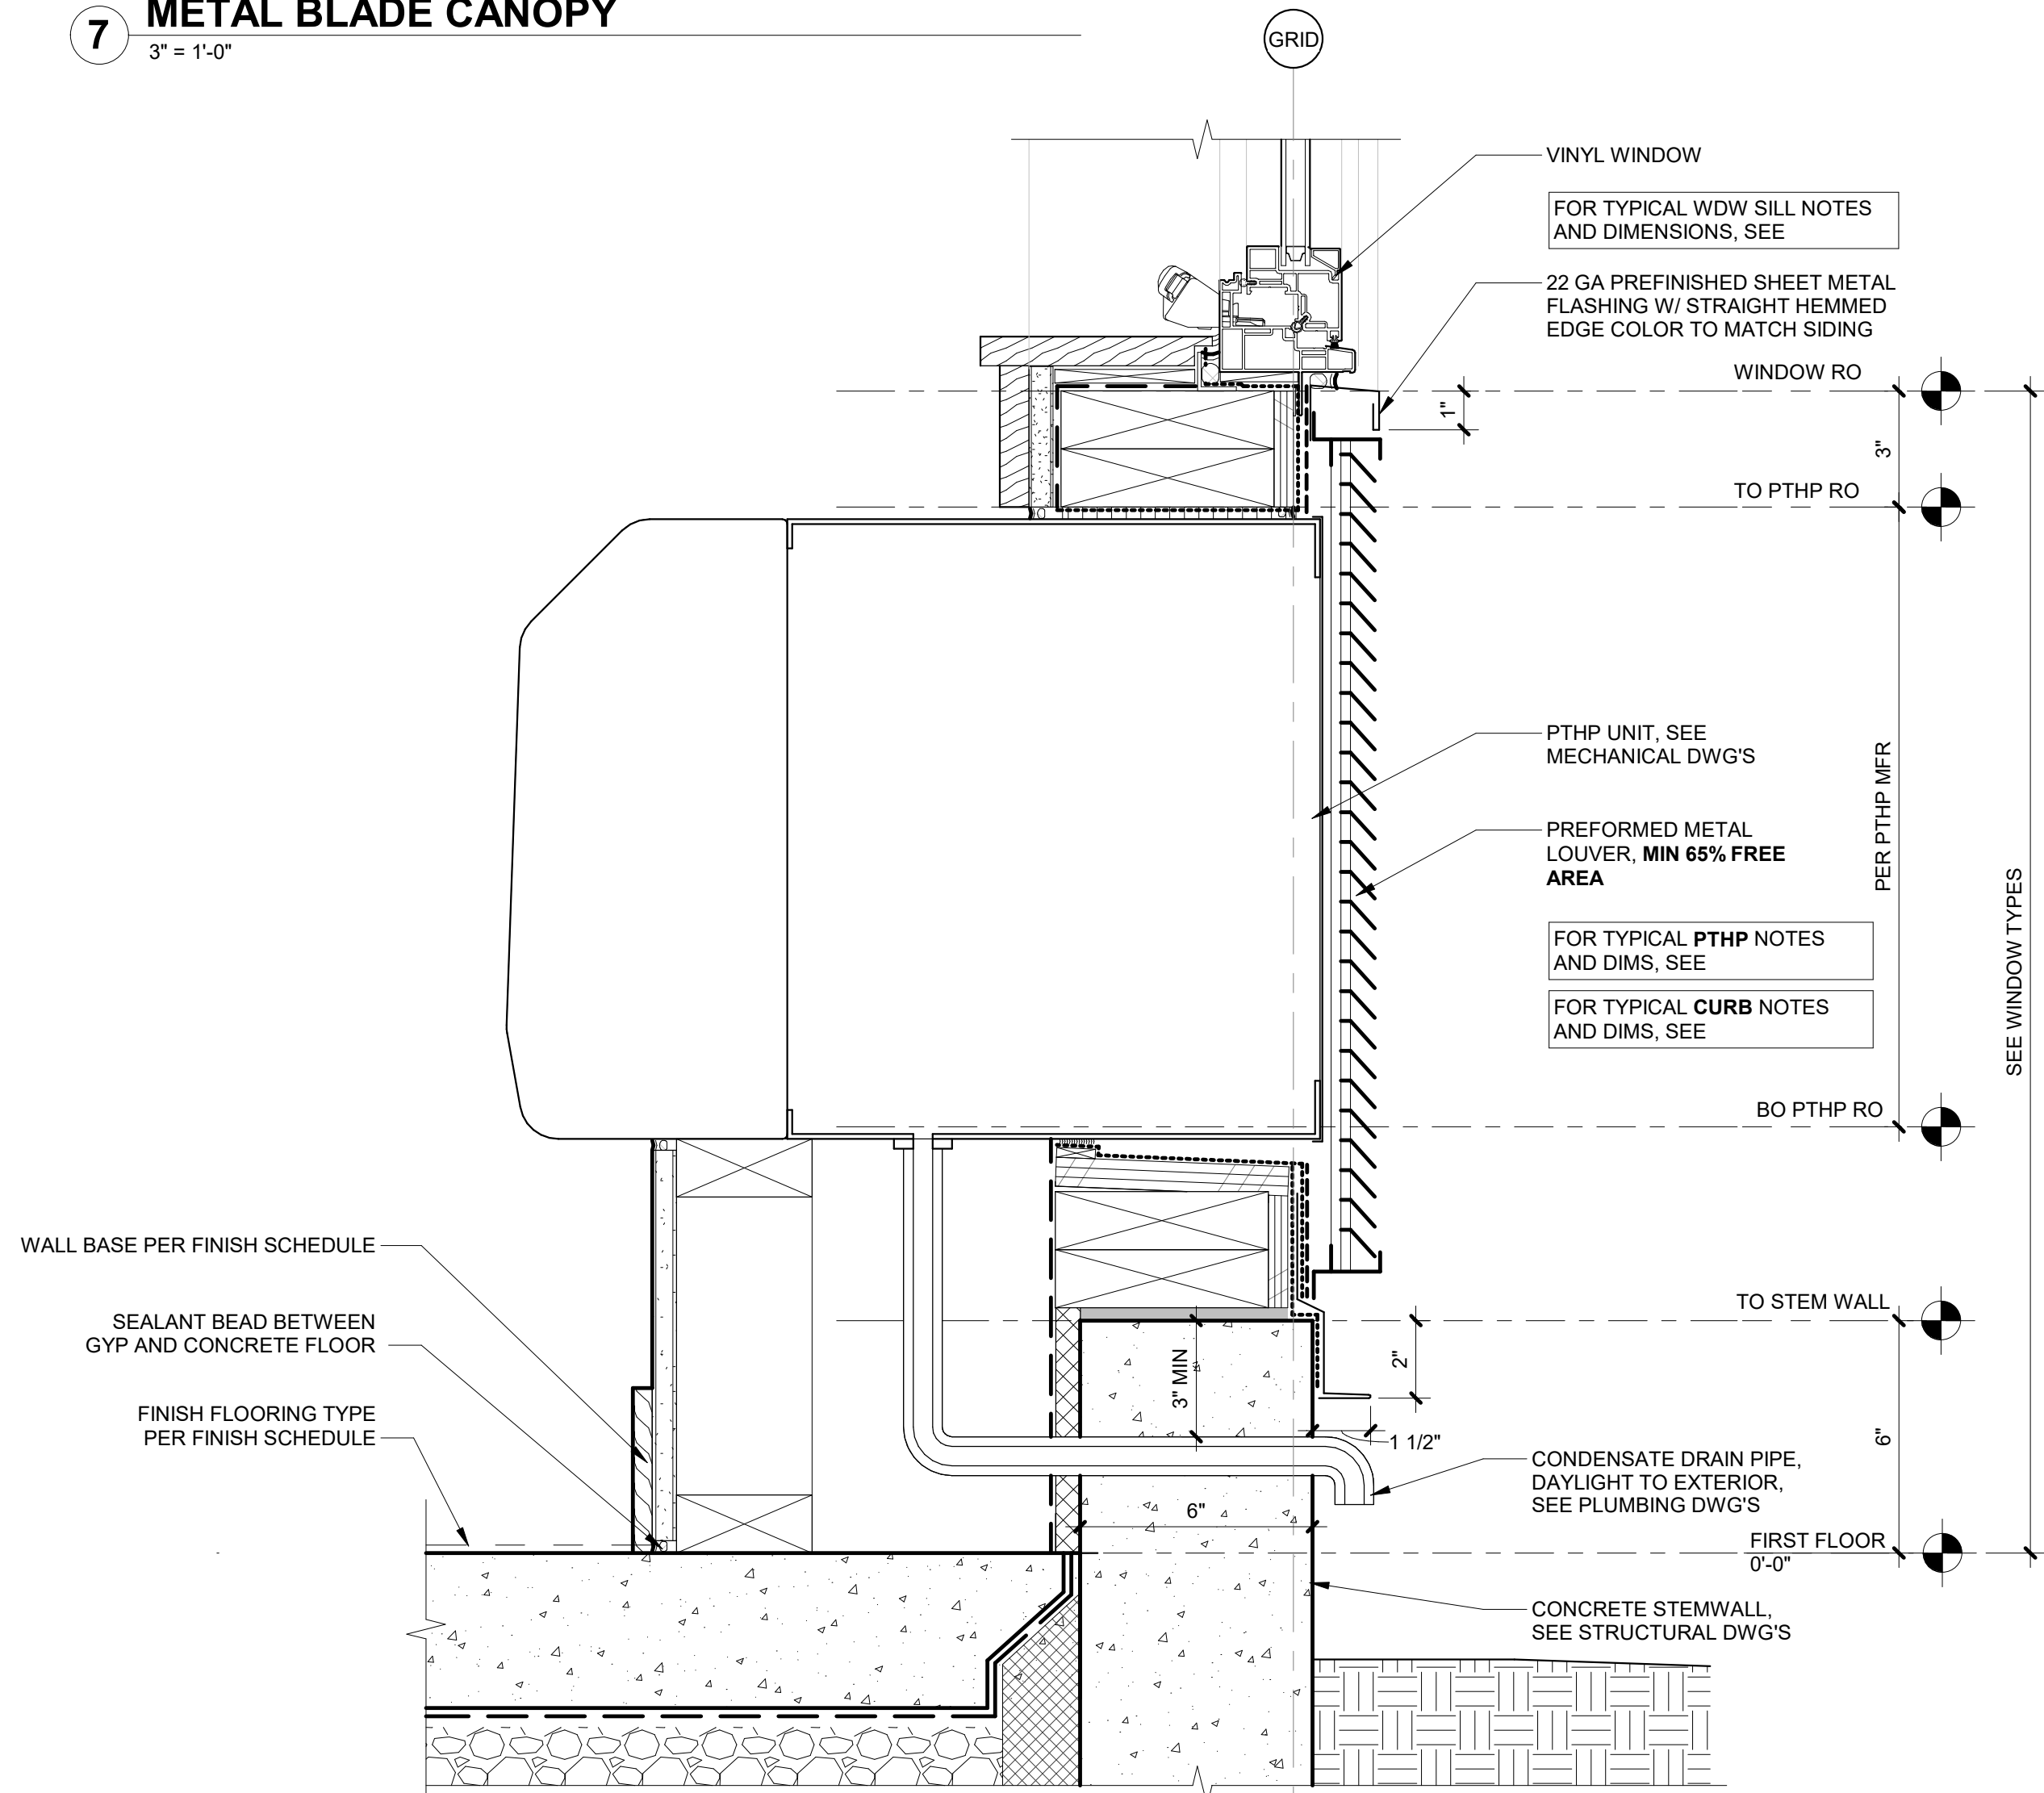 7
METAL BLADE CANOPY
3" = 1'-0"
GRID
VINYL WINDOW
FOR TYPICAL WDW SILL NOTES
AND DIMENSIONS, SEE
22 GA PREFINISHED SHEET METAL
FLASHING W/ STRAIGHT HEMMED
EDGE COLOR TO MATCH SIDING
WINDOW RO
1"
3"
TO PTHP RO
PTHP UNIT, SEE
MECHANICAL DWG'S
PREFORMED METAL
LOUVER, MIN 65% FREE
AREA
PER PTHP MFR
SEE WINDOW TYPES
FOR TYPICAL PTHP NOTES
AND DIMS, SEE
FOR TYPICAL CURB NOTES
AND DIMS, SEE
BO PTHP RO
WALL BASE PER FINISH SCHEDULE
SEALANT BEAD BETWEEN
GYP AND CONCRETE FLOOR
FINISH FLOORING TYPE
PER FINISH SCHEDULE
TO STEM WALL
3" MIN
2"
1 1/2"
6"
6"
CONDENSATE DRAIN PIPE,
DAYLIGHT TO EXTERIOR,
SEE PLUMBING DWG'S
FIRST FLOOR
0'-0"
CONCRETE STEMWALL,
SEE STRUCTURAL DWG'S